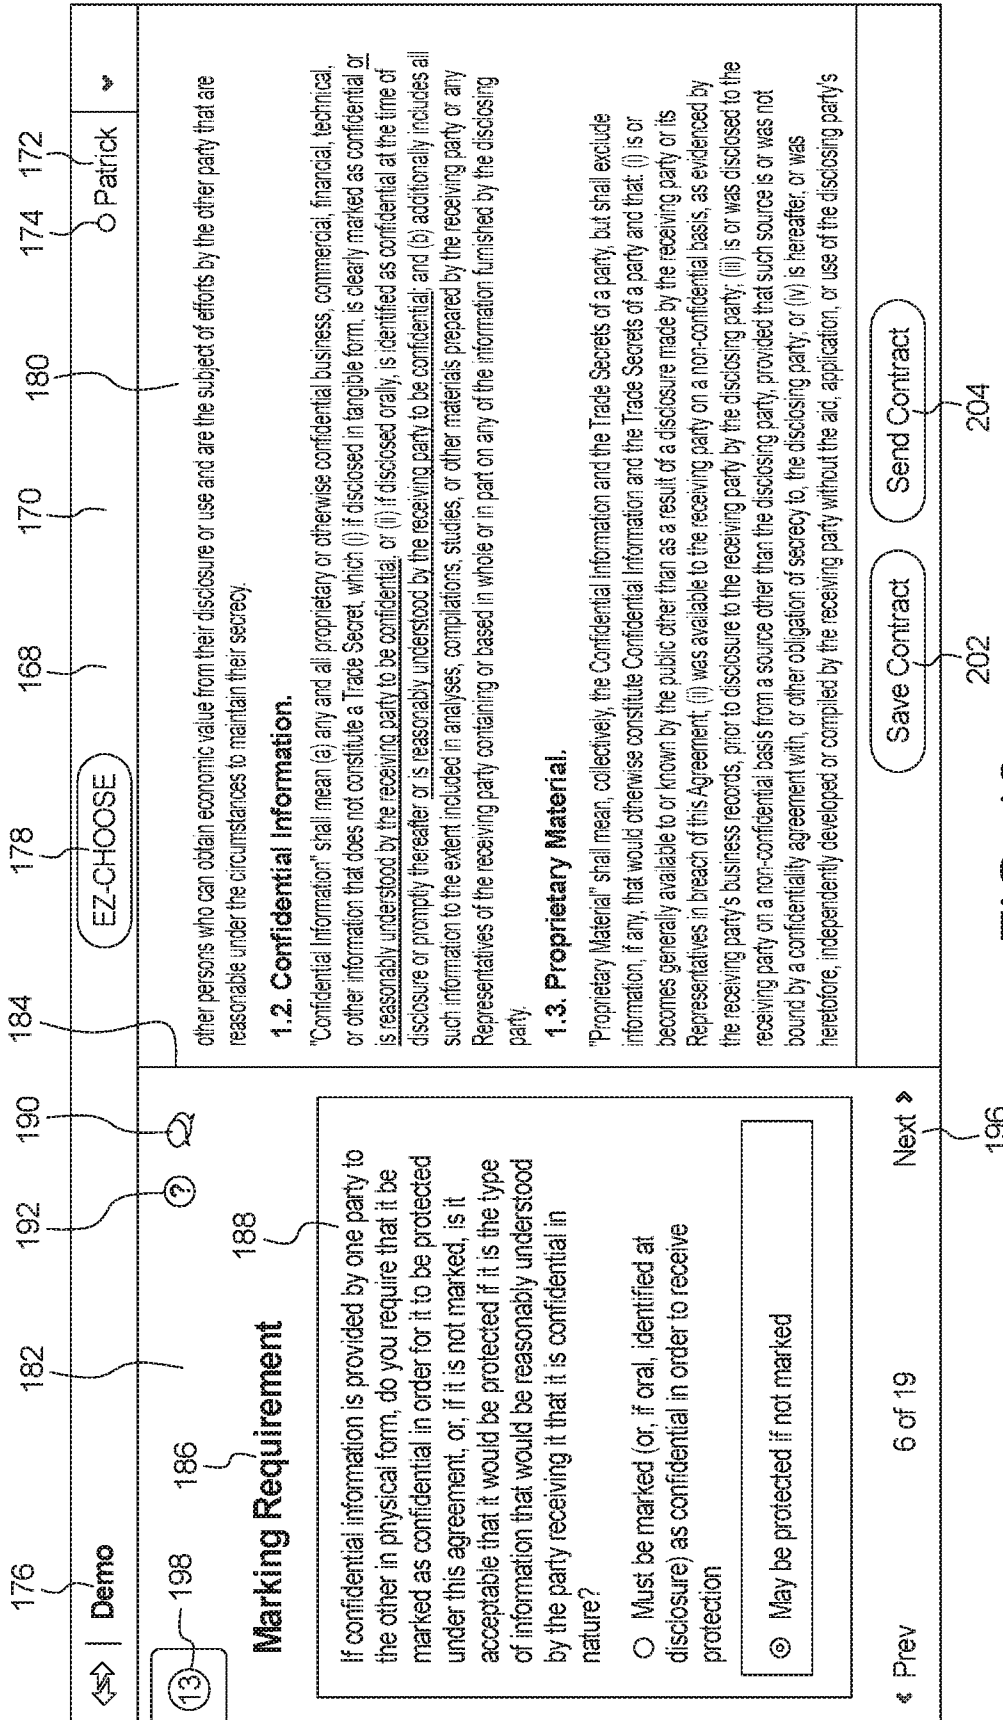 176
182
192
190
184
178
168
170
180
174
172
Demo
EZ-CHOOSE
Patrick
13
198
186
Marking Requirement
?
188
If confidential information is provided by one party to
the other in physical form, do you require that it be
marked as confidential in order for it to be protected
under this agreement, or, if it is not marked, is it
acceptable that it would be protected if it is the type
of information that would be reasonably understood
by the party receiving it that it is confidential in
nature?
Must be marked (or, if oral, identified at
disclosure) as confidential in order to receive
protection
May be protected if not marked
« Prev
6 of 19
Next »
196
other persons who can obtain economic value from their disclosure or use and are the subject of efforts by the other party that are
reasonable under the circumstances to maintain their secrecy.
1.2. Confidential Information.
"Confidential Information" shall mean (a) any and all proprietary or otherwise confidential business, commercial, financial, technical,
or other information that does not constitute a Trade Secret, which (i) if disclosed in tangible form, is clearly marked as confidential or
is reasonably understood by the receiving party to be confidential, or (ii) if disclosed orally, is identified as confidential at the time of
disclosure or promptly thereafter or is reasonably understood by the receiving party to be confidential; and (b) additionally includes all
such information to the extent included in analyses, compilations, studies, or other materials prepared by the receiving party or any
Representatives of the receiving party containing or based in whole or in part on any of the information furnished by the disclosing
party.
1.3. Proprietary Material.
"Proprietary Material" shall mean, collectively, the Confidential Information and the Trade Secrets of a party, but shall exclude
information, if any, that would otherwise constitute Confidential Information and the Trade Secrets of a party and that: (i) is or
becomes generally available to or known by the public other than as a result of a disclosure made by the receiving party or its
Representatives in breach of this Agreement; (ii) was available to the receiving party on a non-confidential basis, as evidenced by
the receiving party's business records, prior to disclosure to the receiving party by the disclosing party; (iii) is or was disclosed to the
receiving party on a non-confidential basis from a source other than the disclosing party, provided that such source is or was not
bound by a confidentiality agreement with, or other obligation of secrecy to, the disclosing party; or (iv) is hereafter, or was
heretofore, independently developed or compiled by the receiving party without the aid, application, or use of the disclosing party's
Save Contract
Send Contract
202
204